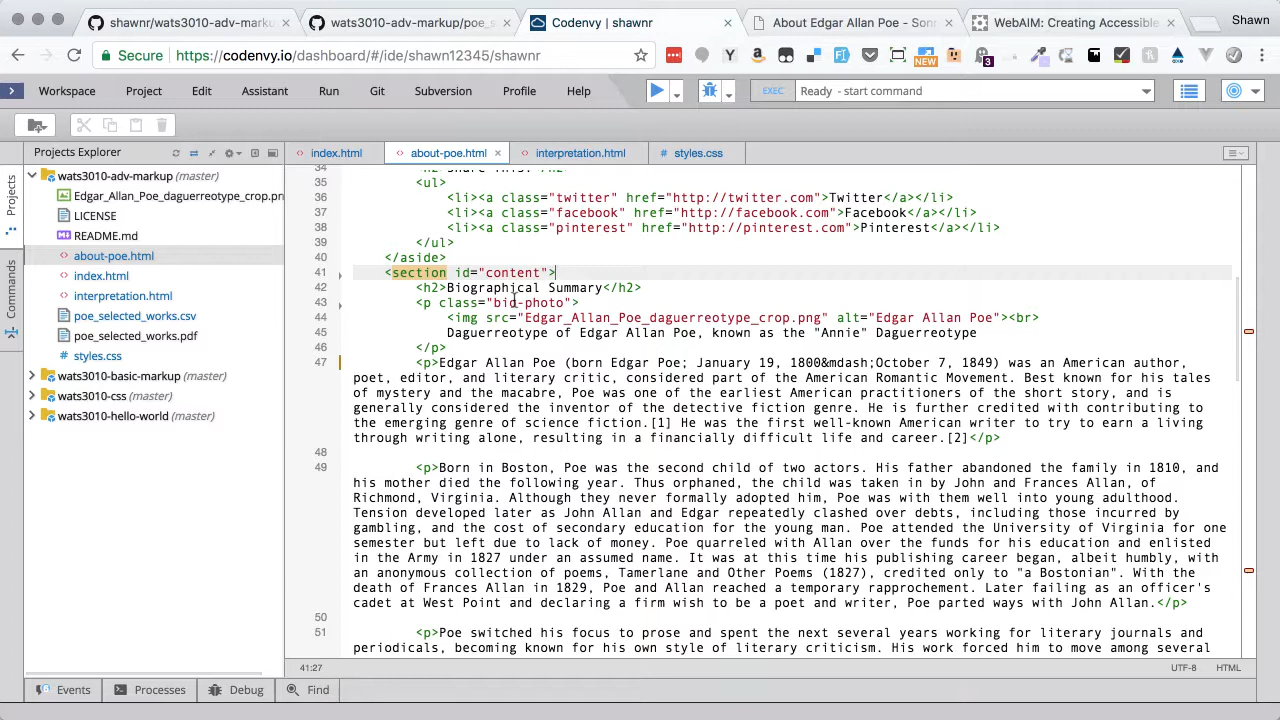 shawnr/wats3010-adv-marku
wats3010-adv-markup/poe_s
Codenvy | shawnr
About Edgar Allan Poe - Sonn
WebAIM: Creating Accessible
Shawn
Secure
https://codenvy.io/dashboard/#/ide/shawn12345/shawnr
NEW
3
Workspace Project Edit Assistant Run Git Subversion Profile Help
EXEC Ready - start command
Projects Explorer
index.html
about-poe.html
interpretation.html
styles.css
Projects
Commands
wats3010-adv-markup (master)
Edgar_Allan_Poe_daguerreotype_crop.pn
LICENSE
README.md
about-poe.html
index.html
interpretation.html
poe_selected_works.csv
poe_selected_works.pdf
styles.css
wats3010-basic-markup (master)
wats3010-css (master)
wats3010-hello-world (master)
34 <h2>Share This:</h2>
35 <ul>
36 <li><a class="twitter" href="http://twitter.com">Twitter</a></li>
37 <li><a class="facebook" href="http://facebook.com">Facebook</a></li>
38 <li><a class="pinterest" href="http://pinterest.com">Pinterest</a></li>
39 </ul>
40 </aside>
41 <section id="content">
42 <h2>Biographical Summary</h2>
43 <p class="bio-photo">
44 <img src="Edgar_Allan_Poe_daguerreotype_crop.png" alt="Edgar Allan Poe"><br>
45 Daguerreotype of Edgar Allan Poe, known as the "Annie" Daguerreotype
46 </p>
47 <p>Edgar Allan Poe (born Edgar Poe; January 19, 1800&mdash;October 7, 1849) was an American author,
poet, editor, and literary critic, considered part of the American Romantic Movement. Best known for his tales
of mystery and the macabre, Poe was one of the earliest American practitioners of the short story, and is
generally considered the inventor of the detective fiction genre. He is further credited with contributing to
the emerging genre of science fiction.[1] He was the first well-known American writer to try to earn a living
through writing alone, resulting in a financially difficult life and career.[2]</p>
48
49 <p>Born in Boston, Poe was the second child of two actors. His father abandoned the family in 1810, and
his mother died the following year. Thus orphaned, the child was taken in by John and Frances Allan, of
Richmond, Virginia. Although they never formally adopted him, Poe was with them well into young adulthood.
Tension developed later as John Allan and Edgar repeatedly clashed over debts, including those incurred by
gambling, and the cost of secondary education for the young man. Poe attended the University of Virginia for one
semester but left due to lack of money. Poe quarreled with Allan over the funds for his education and enlisted
in the Army in 1827 under an assumed name. It was at this time his publishing career began, albeit humbly, with
an anonymous collection of poems, Tamerlane and Other Poems (1827), credited only to "a Bostonian". With the
death of Frances Allan in 1829, Poe and Allan reached a temporary rapprochement. Later failing as an officer's
cadet at West Point and declaring a firm wish to be a poet and writer, Poe parted ways with John Allan.</p>
50
51 <p>Poe switched his focus to prose and spent the next several years working for literary journals and
periodicals, becoming known for his own style of literary criticism. His work forced him to move among several
41:27
UTF-8
HTML
Events
Processes
Debug
Find